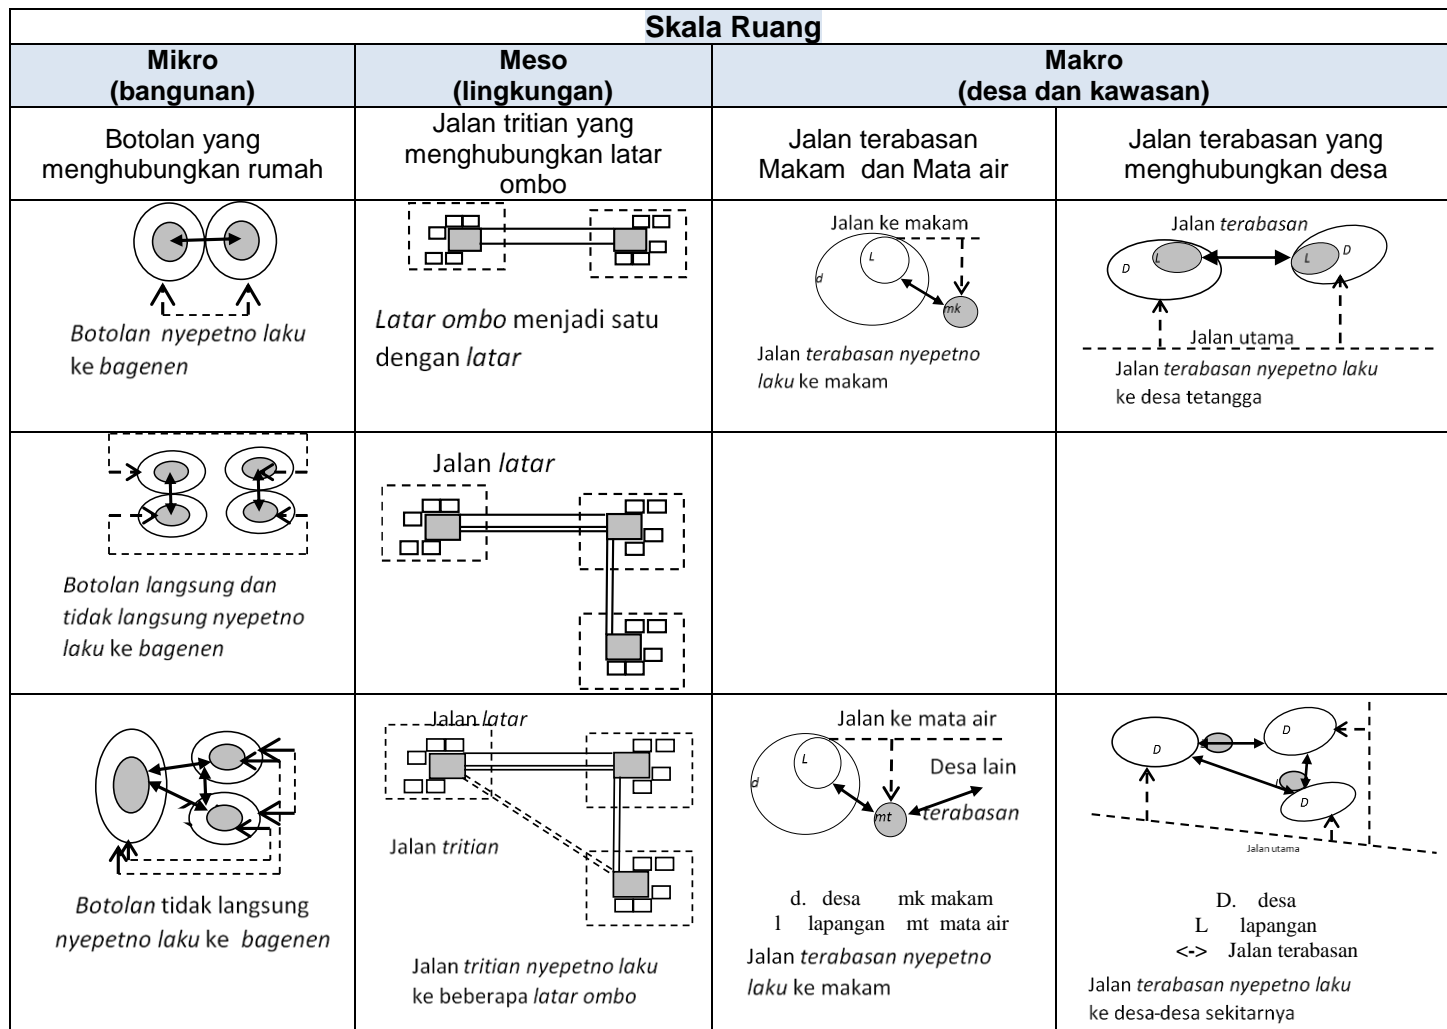 Skala Ruang
Mikro
(bangunan)
Meso
(lingkungan)
Makro
(desa dan kawasan)
Botolan yang
menghubungkan rumah
Jalan tritian yang
menghubungkan latar
ombo
Jalan terabasan
Makam dan Mata air
Jalan terabasan yang
menghubungkan desa
Botolan nyepetno laku
ke bagenen
Latar ombo menjadi satu
dengan latar
Jalan ke makam
L
d
mk
Jalan terabasan nyepetno
laku ke makam
Jalan terabasan
D
L
L
D
Jalan utama
Jalan terabasan nyepetno laku
ke desa tetangga
Botolan langsung dan
tidak langsung nyepetno
laku ke bagenen
Jalan latar
Botolan tidak langsung
nyepetno laku ke bagenen
Jalan latar
Jalan tritian
Jalan tritian nyepetno laku
ke beberapa latar ombo
Jalan ke mata air
L
d
Desa lain
mt
terabasan
d. desa mk makam
l lapangan mt mata air
Jalan terabasan nyepetno
laku ke makam
D
D
D
Jalan utama
D. desa
L lapangan
<-> Jalan terabasan
Jalan terabasan nyepetno laku
ke desa-desa sekitarnya